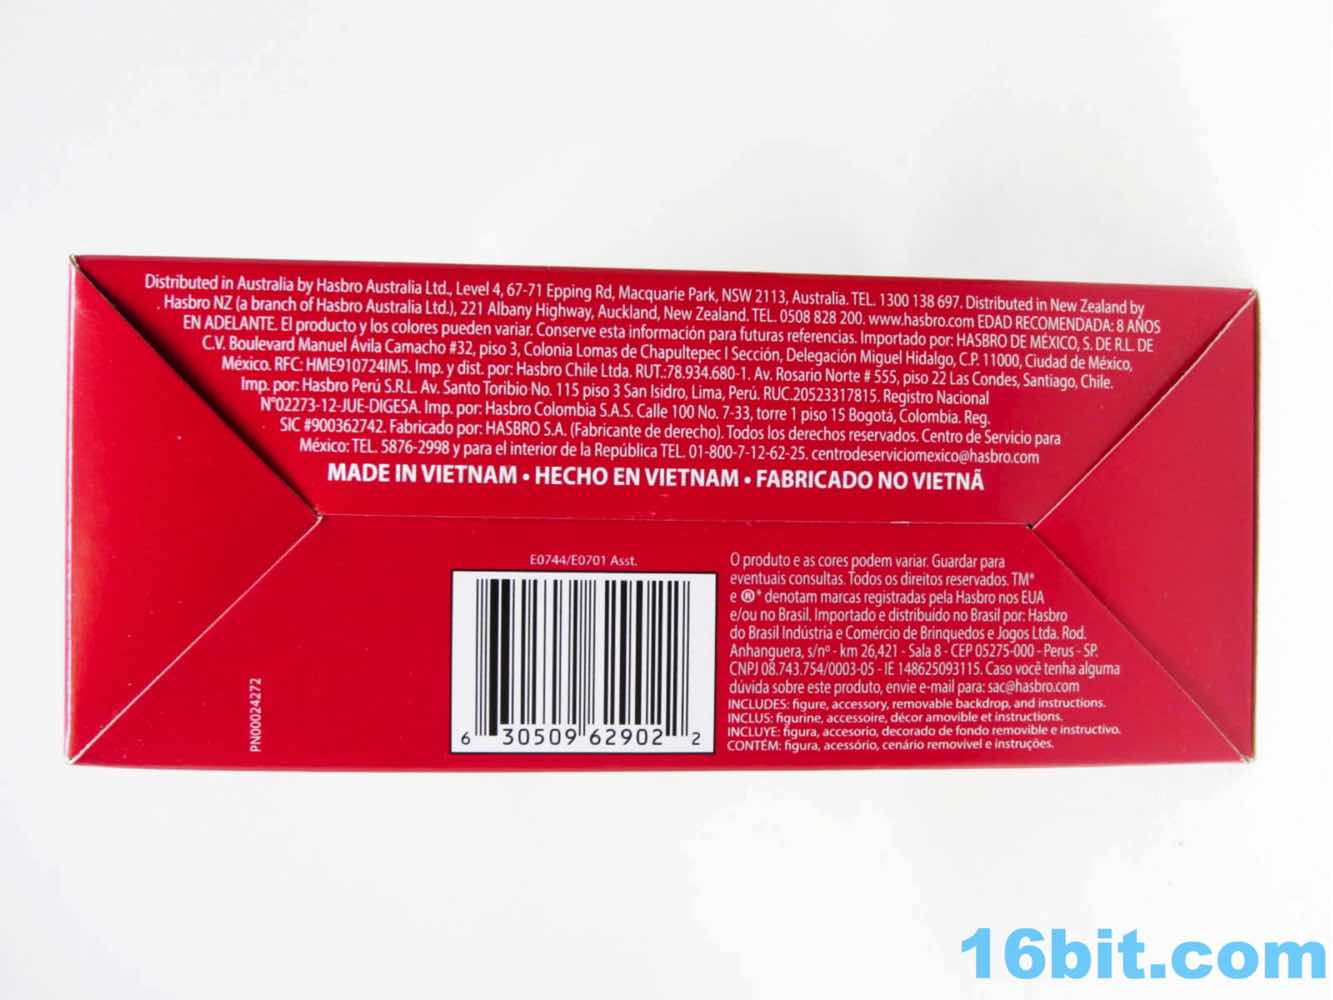 Distributed in Australia by Hasbro Australia Ltd., Level 4, 67-71 Epping Rd, Macquarie Park, NSW 2113, Australia. TEL. 1300 138 697. Distributed in New Zealand by
Hasbro NZ (a branch of Hasbro Australia Ltd.), 221 Albany Highway, Auckland, New Zealand. TEL. 0508 828 200. www.hasbro.com EDAD RECOMENDADA: 8 AÑOS
EN ADELANTE. El producto y los colores pueden variar. Conserve esta información para futuras referencias. Importado por: HASBRO DE MÉXICO, S. DE R.L. DE
C.V. Boulevard Manuel Ávila Camacho #32, piso 3, Colonia Lomas de Chapultepec I Sección, Delegación Miguel Hidalgo, C.P. 11000, Ciudad de México,
México. RFC: HME910724IM5. Imp. y dist. por: Hasbro Chile Ltda. RUT.:78.934.680-1. Av. Rosario Norte # 555, piso 22 Las Condes, Santiago, Chile.
Imp. por: Hasbro Perú S.R.L. Av. Santo Toribio No. 115 piso 3 San Isidro, Lima, Perú. RUC.20523317815. Registro Nacional
N°02273-12-JUE-DIGESA. Imp. por: Hasbro Colombia S.A.S. Calle 100 No. 7-33, torre 1 piso 15 Bogotá, Colombia. Reg.
SIC #900362742. Fabricado por: HASBRO S.A. (Fabricante de derecho). Todos los derechos reservados. Centro de Servicio para
México: TEL. 5876-2998 y para el interior de la República TEL. 01-800-7-12-62-25. centrodeserviciomexico@hasbro.com
MADE IN VIETNAM • HECHO EN VIETNAM • FABRICADO NO VIETNÃ
E0744/E0701 Asst.
6 30509 62902 2
PN00024272
O produto e as cores podem variar. Guardar para
eventuais consultas. Todos os direitos reservados. TM*
e ®* denotam marcas registradas pela Hasbro nos EUA
e/ou no Brasil. Importado e distribuído no Brasil por: Hasbro
do Brasil Indústria e Comércio de Brinquedos e Jogos Ltda. Rod.
Anhanguera, s/nº - km 26,421 - Sala 8 - CEP 05275-000 - Perus - SP.
CNPJ 08.743.754/0003-05 - IE 148625093115. Caso você tenha alguma
dúvida sobre este produto, envie e-mail para: sac@hasbro.com
INCLUDES: figure, accessory, removable backdrop, and instructions.
INCLUS: figurine, accessoire, décor amovible et instructions.
INCLUYE: figura, accesorio, decorado de fondo removible e instructivo.
CONTÉM: figura, acessório, cenário removível e instruções.
16bit.com